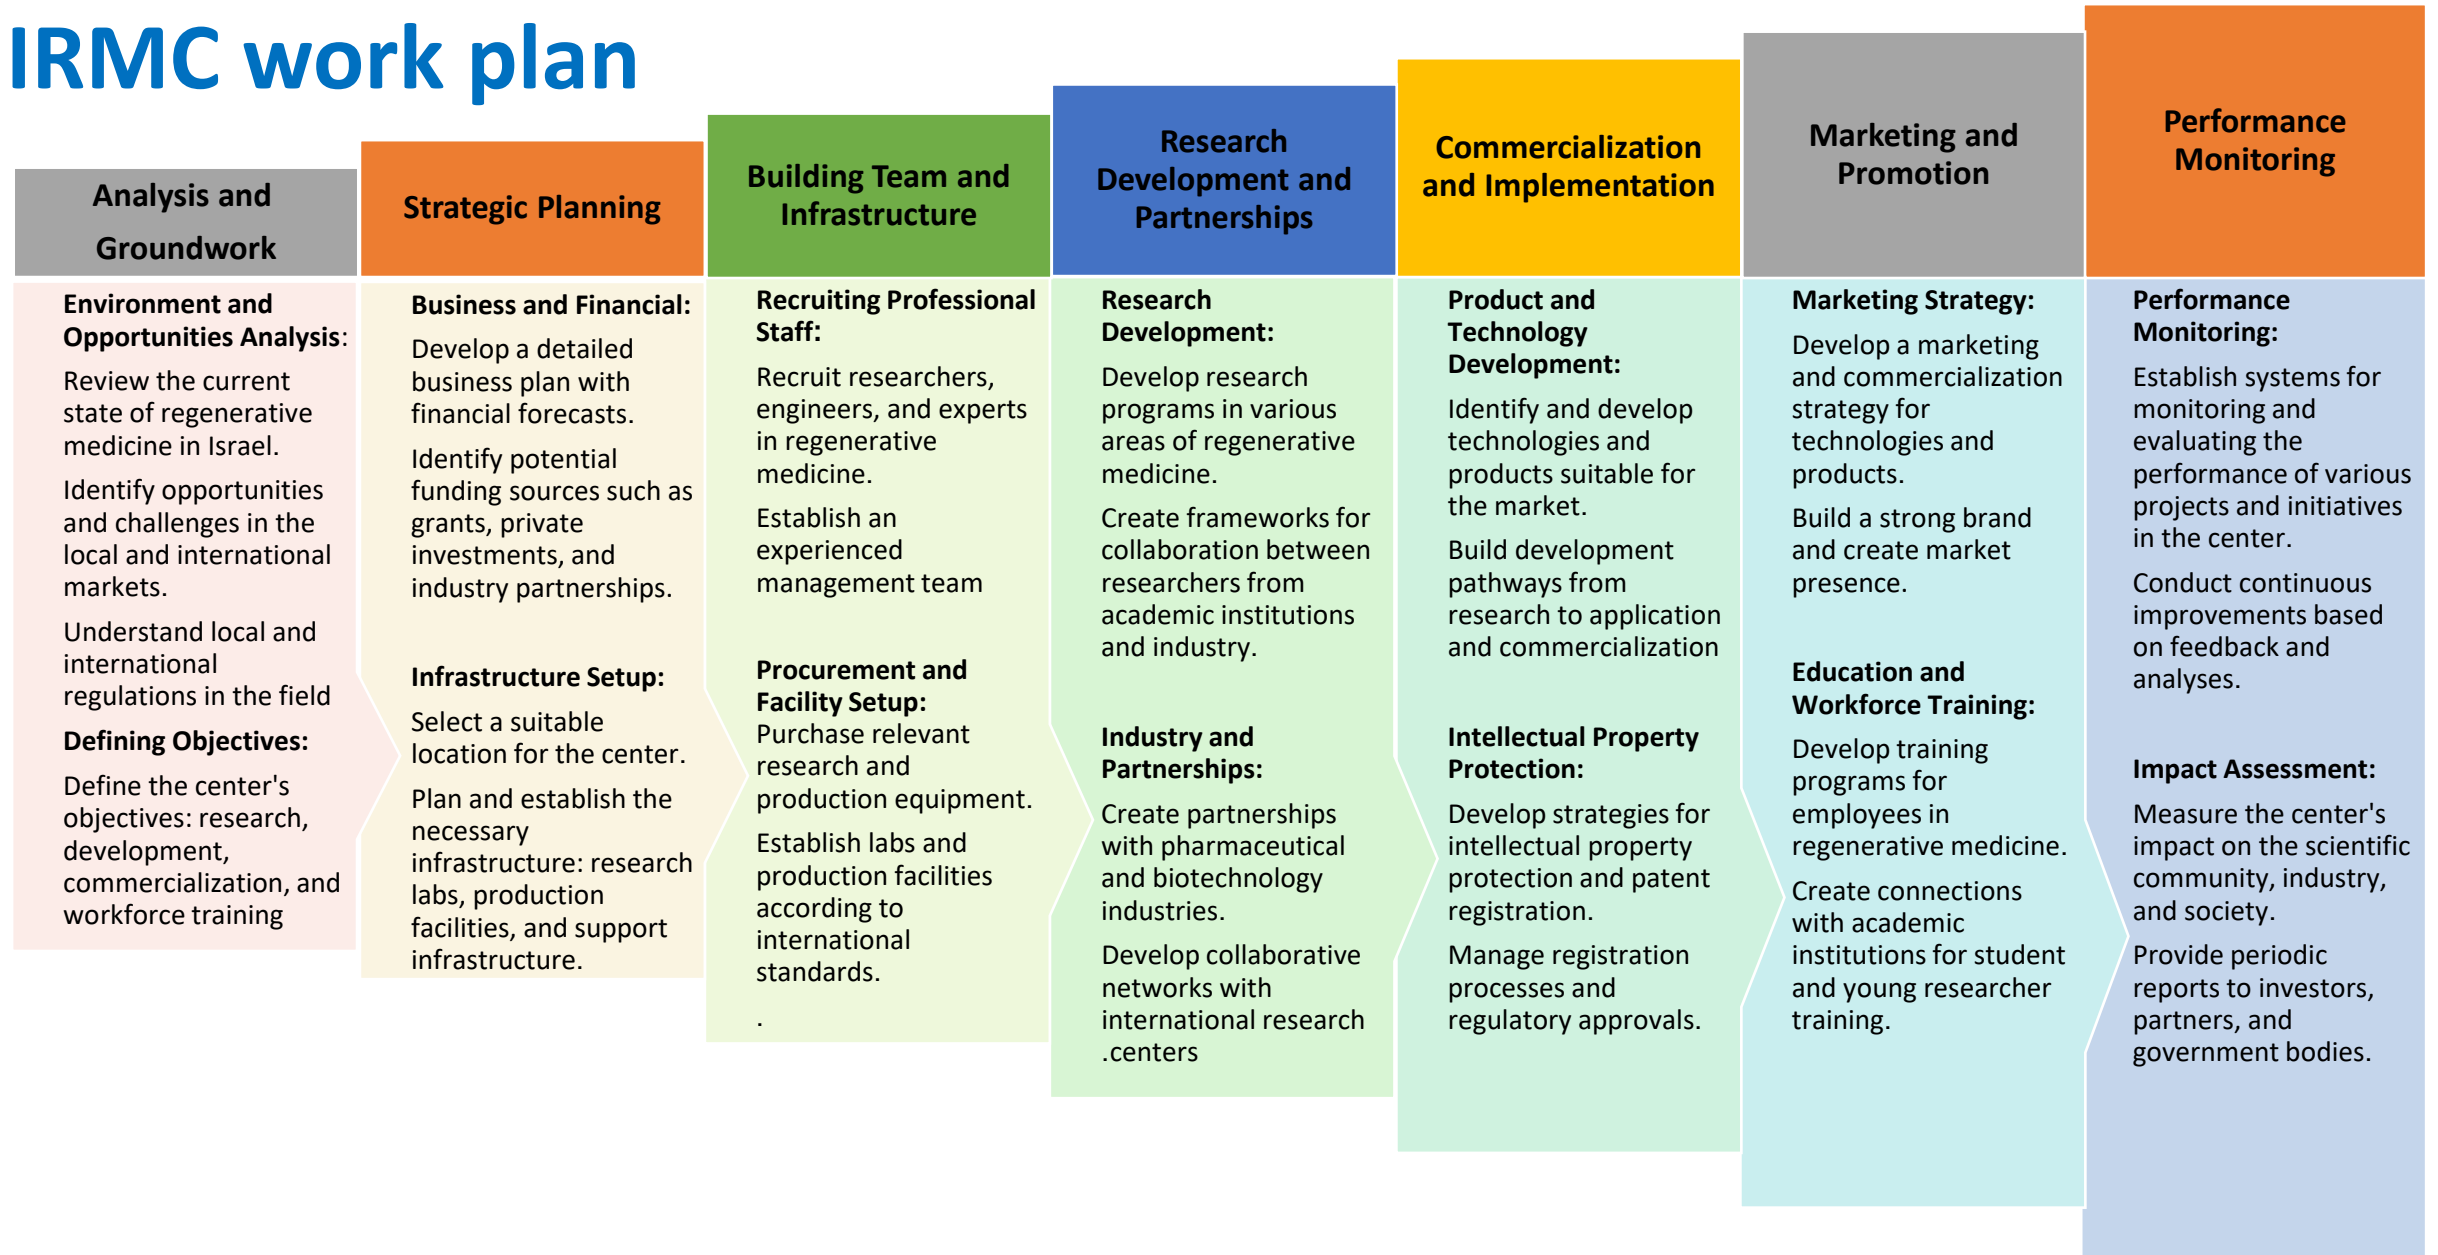 IRMC work plan
Analysis and
Groundwork
Environment and
Opportunities Analysis:
Review the current
state of regenerative
medicine in Israel.
Identify opportunities
and challenges in the
local and international
markets.
Understand local and
international
regulations in the field
Defining Objectives:
Define the center's
objectives: research,
development,
commercialization, and
workforce training
Strategic Planning
Business and Financial:
Develop a detailed
business plan with
financial forecasts.
Identify potential
funding sources such as
grants, private
investments, and
industry partnerships.
Infrastructure Setup:
Select a suitable
location for the center.
Plan and establish the
necessary
infrastructure: research
labs, production
facilities, and support
infrastructure.
Building Team and
Infrastructure
Recruiting Professional
Staff:
Recruit researchers,
engineers, and experts
in regenerative
medicine.
Establish an
experienced
management team
Procurement and
Facility Setup:
Purchase relevant
research and
production equipment.
Establish labs and
production facilities
according to
international
standards.
.
Research
Development and
Partnerships
Research
Development:
Develop research
programs in various
areas of regenerative
medicine.
Create frameworks for
collaboration between
researchers from
academic institutions
and industry.
Industry and
Partnerships:
Create partnerships
with pharmaceutical
and biotechnology
industries.
Develop collaborative
networks with
international research
.centers
Commercialization
and Implementation
Product and
Technology
Development:
Identify and develop
technologies and
products suitable for
the market.
Build development
pathways from
research to application
and commercialization
Intellectual Property
Protection:
Develop strategies for
intellectual property
protection and patent
registration.
Manage registration
processes and
regulatory approvals.
Marketing and
Promotion
Marketing Strategy:
Develop a marketing
and commercialization
strategy for
technologies and
products.
Build a strong brand
and create market
presence.
Education and
Workforce Training:
Develop training
programs for
employees in
regenerative medicine.
Create connections
with academic
institutions for student
and young researcher
training.
Performance
Monitoring
Performance
Monitoring:
Establish systems for
monitoring and
evaluating the
performance of various
projects and initiatives
in the center.
Conduct continuous
improvements based
on feedback and
analyses.
Impact Assessment:
Measure the center's
impact on the scientific
community, industry,
and society.
Provide periodic
reports to investors,
partners, and
government bodies.